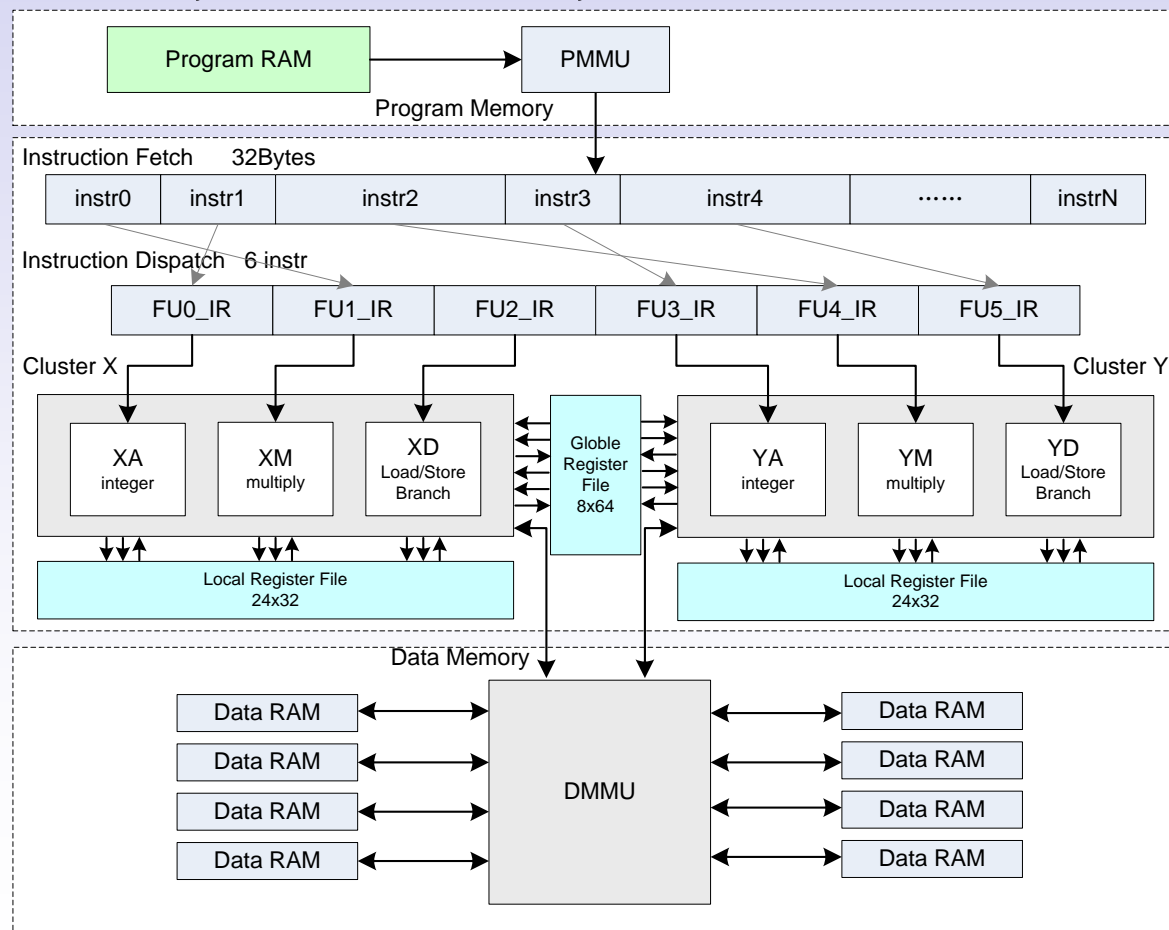 Program RAM
PMMU
Program Memory
Instruction Fetch 32Bytes
instr0 instr1 instr2 instr3 instr4 ...... instrN
Instruction Dispatch 6 instr
FU0_IR FU1_IR FU2_IR FU3_IR FU4_IR FU5_IR
Cluster X
Cluster Y
XA
integer
XM
multiply
XD
Load/Store
Branch
Globle
Register
File
8x64
YA
integer
YM
multiply
YD
Load/Store
Branch
Local Register File
24x32
Local Register File
24x32
Data Memory
Data RAM
Data RAM
Data RAM
Data RAM
DMMU
Data RAM
Data RAM
Data RAM
Data RAM